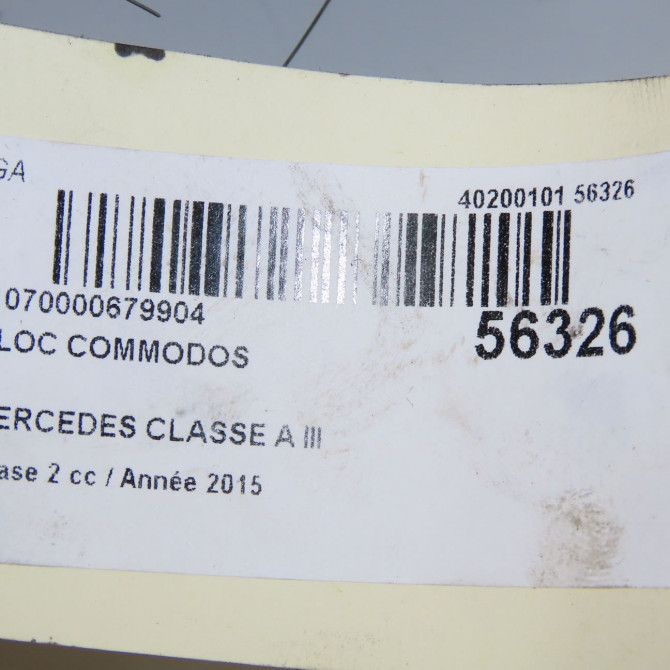 GA
40200101 56326
070000679904
56326
LOC COMMODOS
ERCEDES CLASSE A III
ase 2 cc / Année 2015